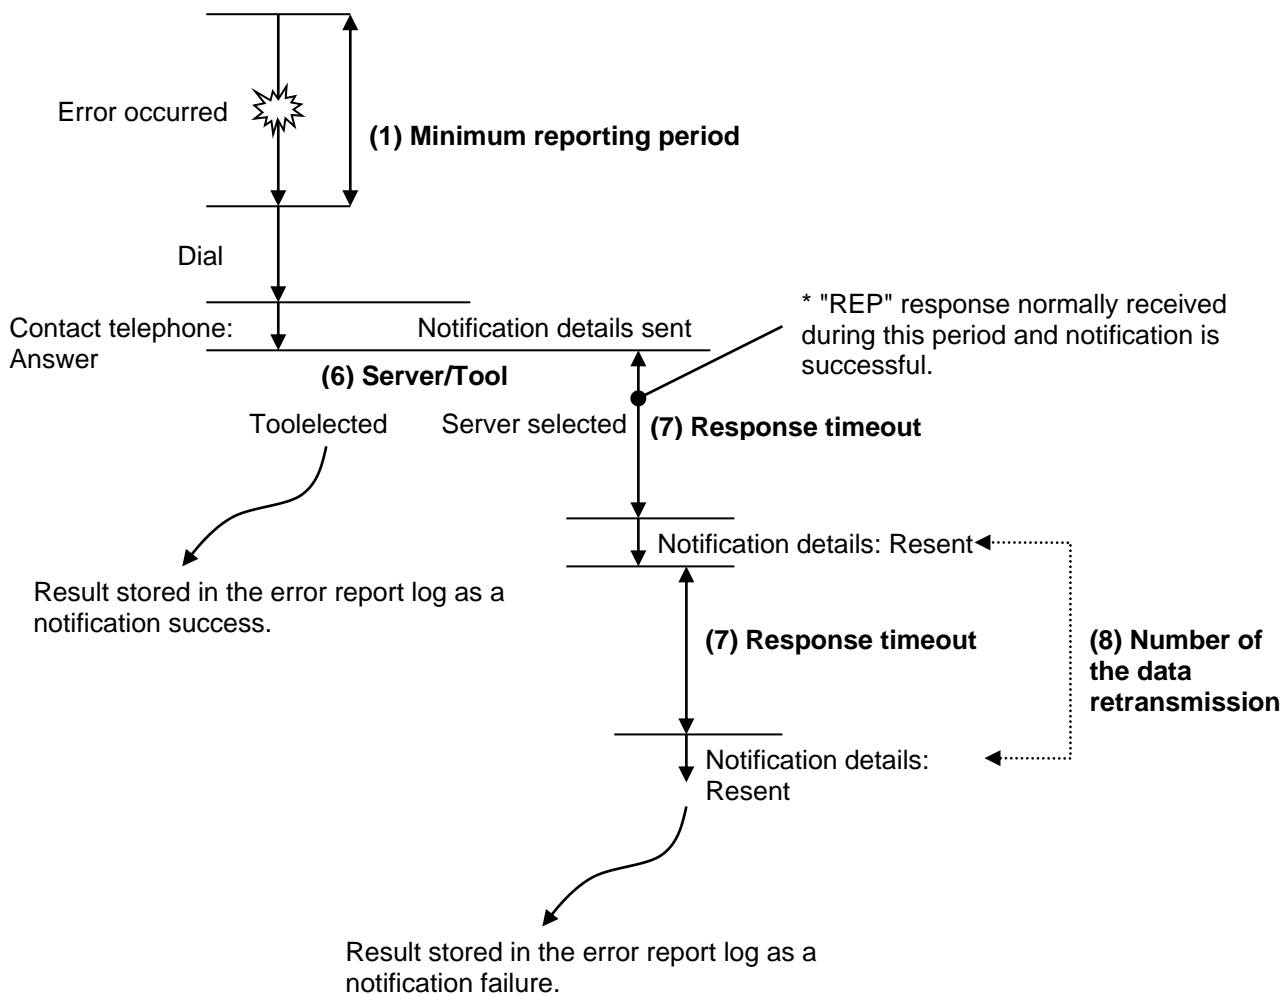 Error occurred
(1) Minimum reporting period
Dial
* "REP" response normally received
during this period and notification is
successful.
Contact telephone:
Answer
Notification details sent
(6) Server/Tool
Toolelected
Server selected
(7) Response timeout
Notification details: Resent
Result stored in the error report log as a
notification success.
(7) Response timeout
(8) Number of
the data
retransmission
Notification details:
Resent
Result stored in the error report log as a
notification failure.